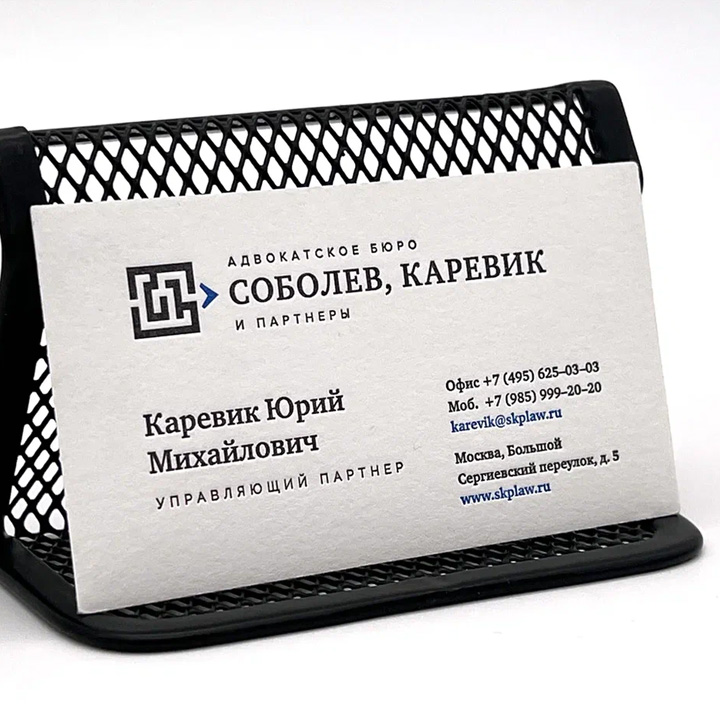 АДВОКАТСКОЕ БЮРО
СОБОЛЕВ, КАРЕВИК
И ПАРТНЕРЫ
Каревик Юрий
Михайлович
УПРАВЛЯЮЩИЙ ПАРТНЕР
Офис +7 (495) 625–03–03
Моб. +7 (985) 999–20–20
karevik@skplaw.ru
Москва, Большой
Сергиевский переулок, д. 5
www.skplaw.ru